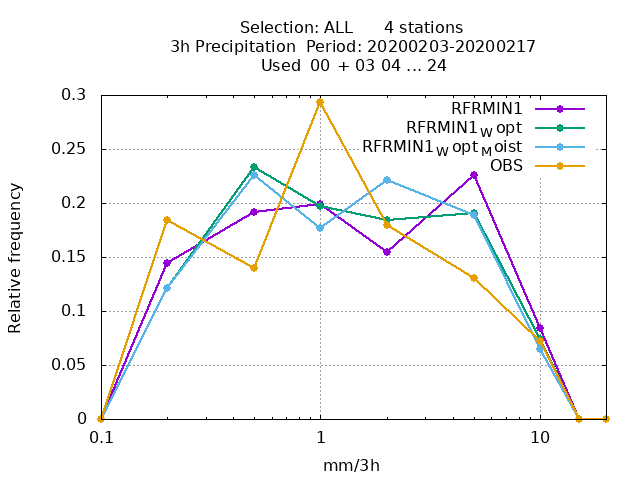 Selection: ALL 4 stations
3h Precipitation Period: 20200203-20200217
Used 00 + 03 04 ... 24
RFRMIN1
RFRMIN1Wopt
RFRMIN1WoptMoist
OBS
0.3
0.25
0.2
0.15
0.1
0.05
0
Relative frequency
0.1 1 10
mm/3h